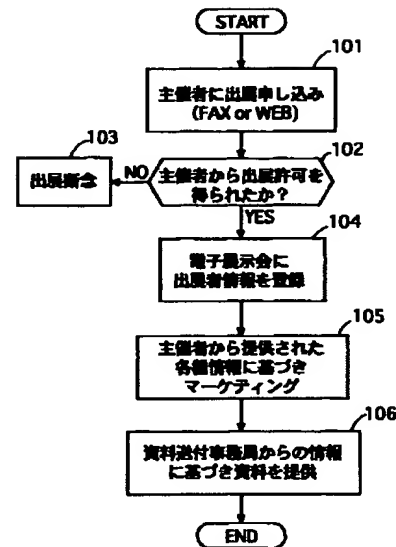 START
101
主催者に出展申し込み
(FAX or WEB)
103
102
出展断念
NO
主催者から出展許可を
得られたか?
YES
104
電子展示会に
出展者情報を登録
105
主催者から提供された
各種情報に基づき
マーケティング
106
資料送付事務局からの情報
に基づき資料を提供
END